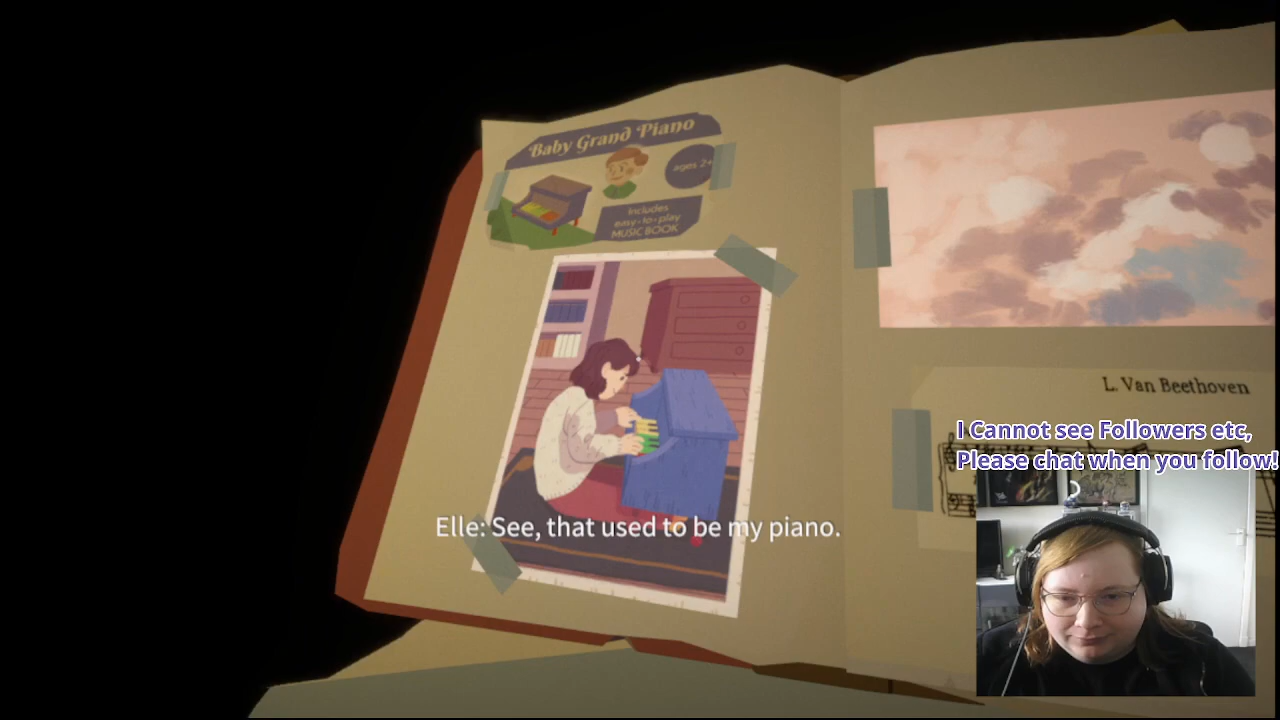 Baby Grand Piano
ages 2+
Includes
easy-to-play
MUSIC BOOK
L. Van Beethoven
I Cannot see Followers etc,
Please chat when you follow!
Elle: See, that used to be my piano.